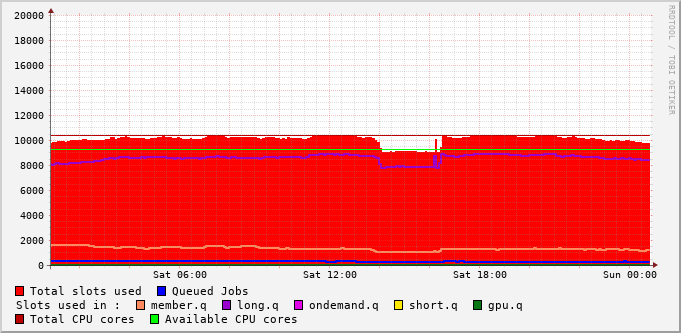 20000
18000
16000
14000
12000
10000
8000
6000
4000
2000
0
Sat 06:00 Sat 12:00 Sat 18:00 Sun 00:00
Total slots used Queued Jobs
Slots used in : member.q long.q ondemand.q short.q gpu.q
Total CPU cores Available CPU cores
RRDTOOL / TOBI OETIKER